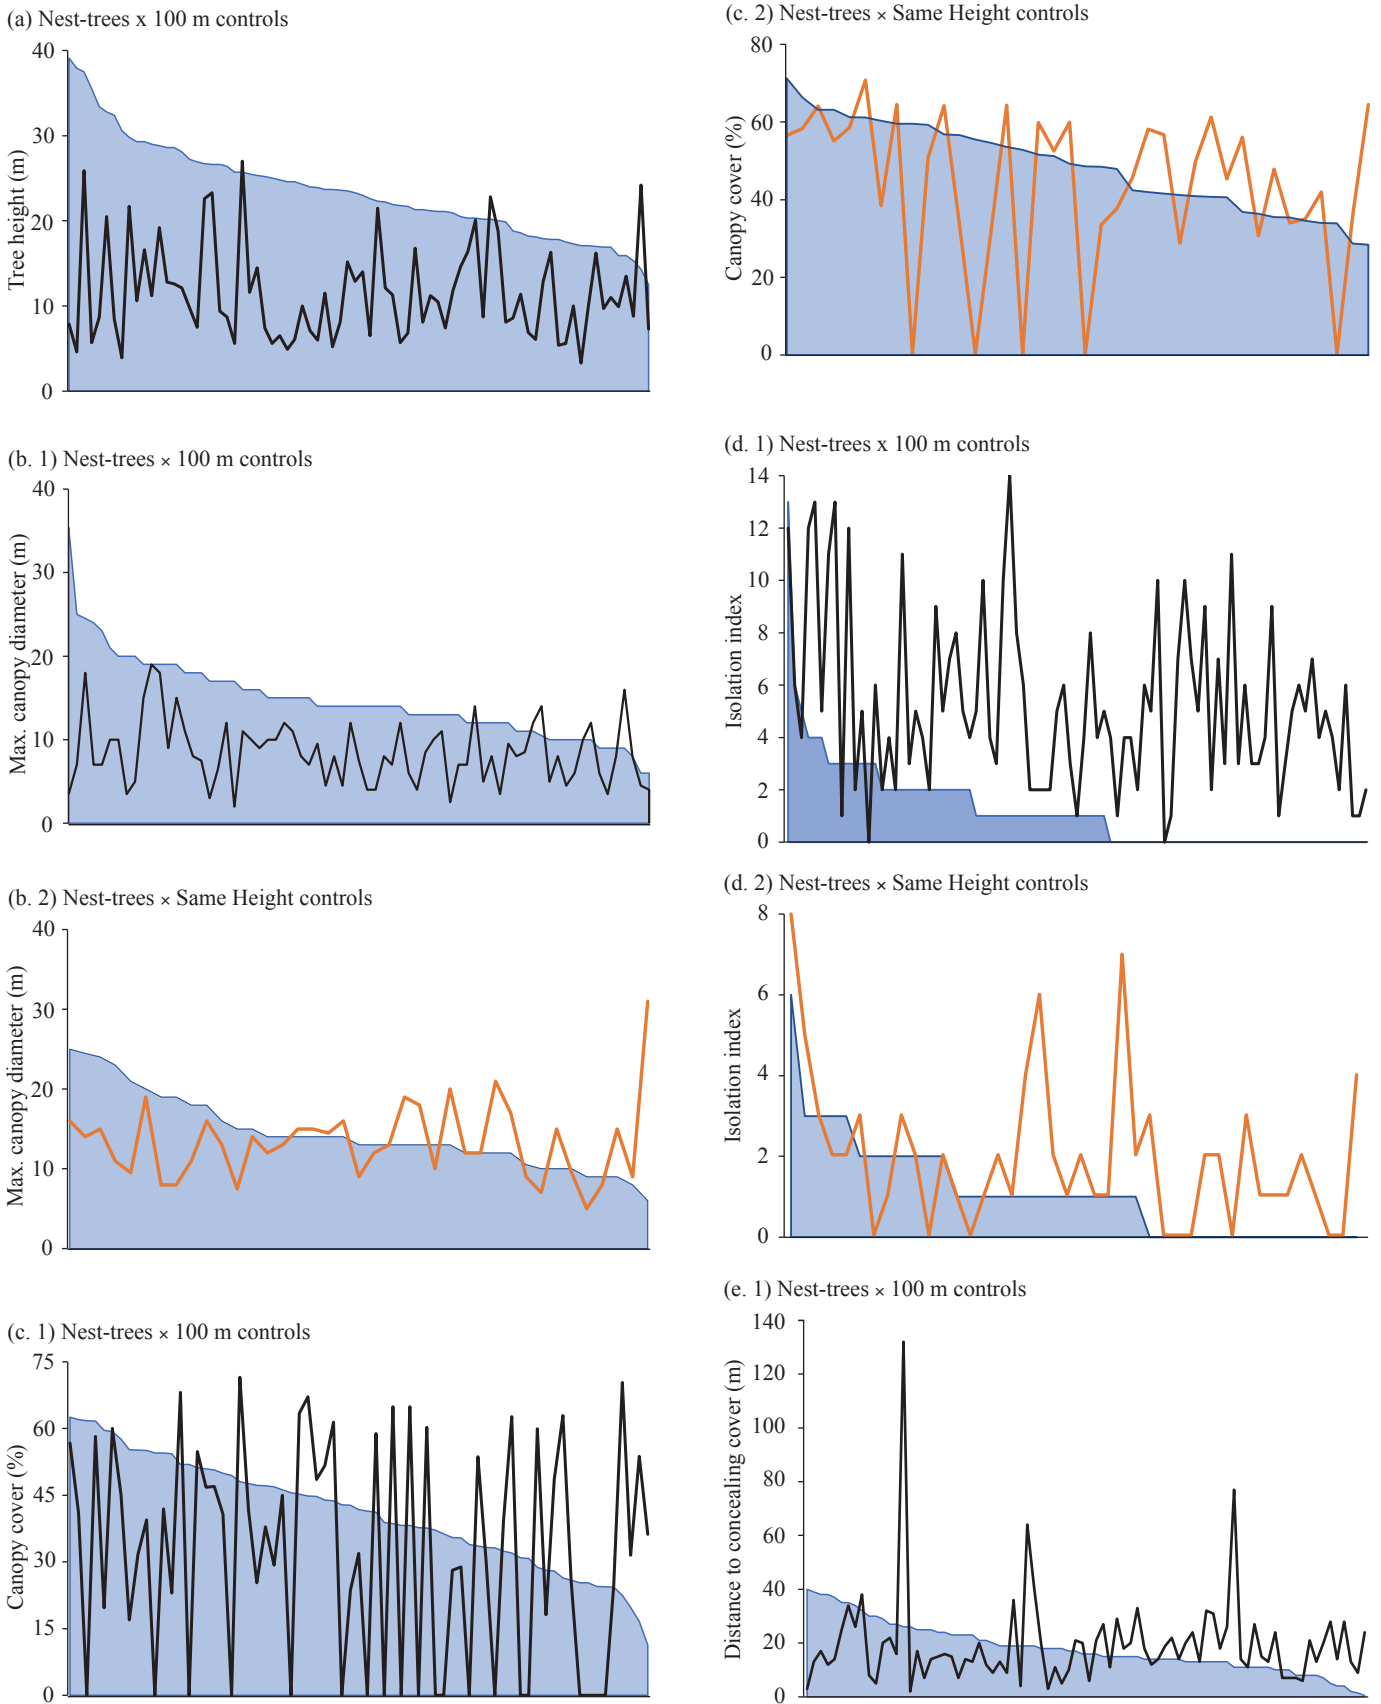 (a) Nest-trees x 100 m controls
Tree height (m)
40
30
20
10
0
(b. 1) Nest-trees × 100 m controls
Max. canopy diameter (m)
40
30
20
10
0
(b. 2) Nest-trees × Same Height controls
Max. canopy diameter (m)
40
30
20
10
0
(c. 1) Nest-trees × 100 m controls
Canopy cover (%)
75
60
45
30
15
0
(c. 2) Nest-trees × Same Height controls
Canopy cover (%)
80
60
40
20
0
(d. 1) Nest-trees x 100 m controls
Isolation index
14
12
10
8
6
4
2
0
(d. 2) Nest-trees × Same Height controls
Isolation index
8
6
4
2
0
(e. 1) Nest-trees × 100 m controls
Distance to concealing cover (m)
140
120
100
80
60
40
20
0